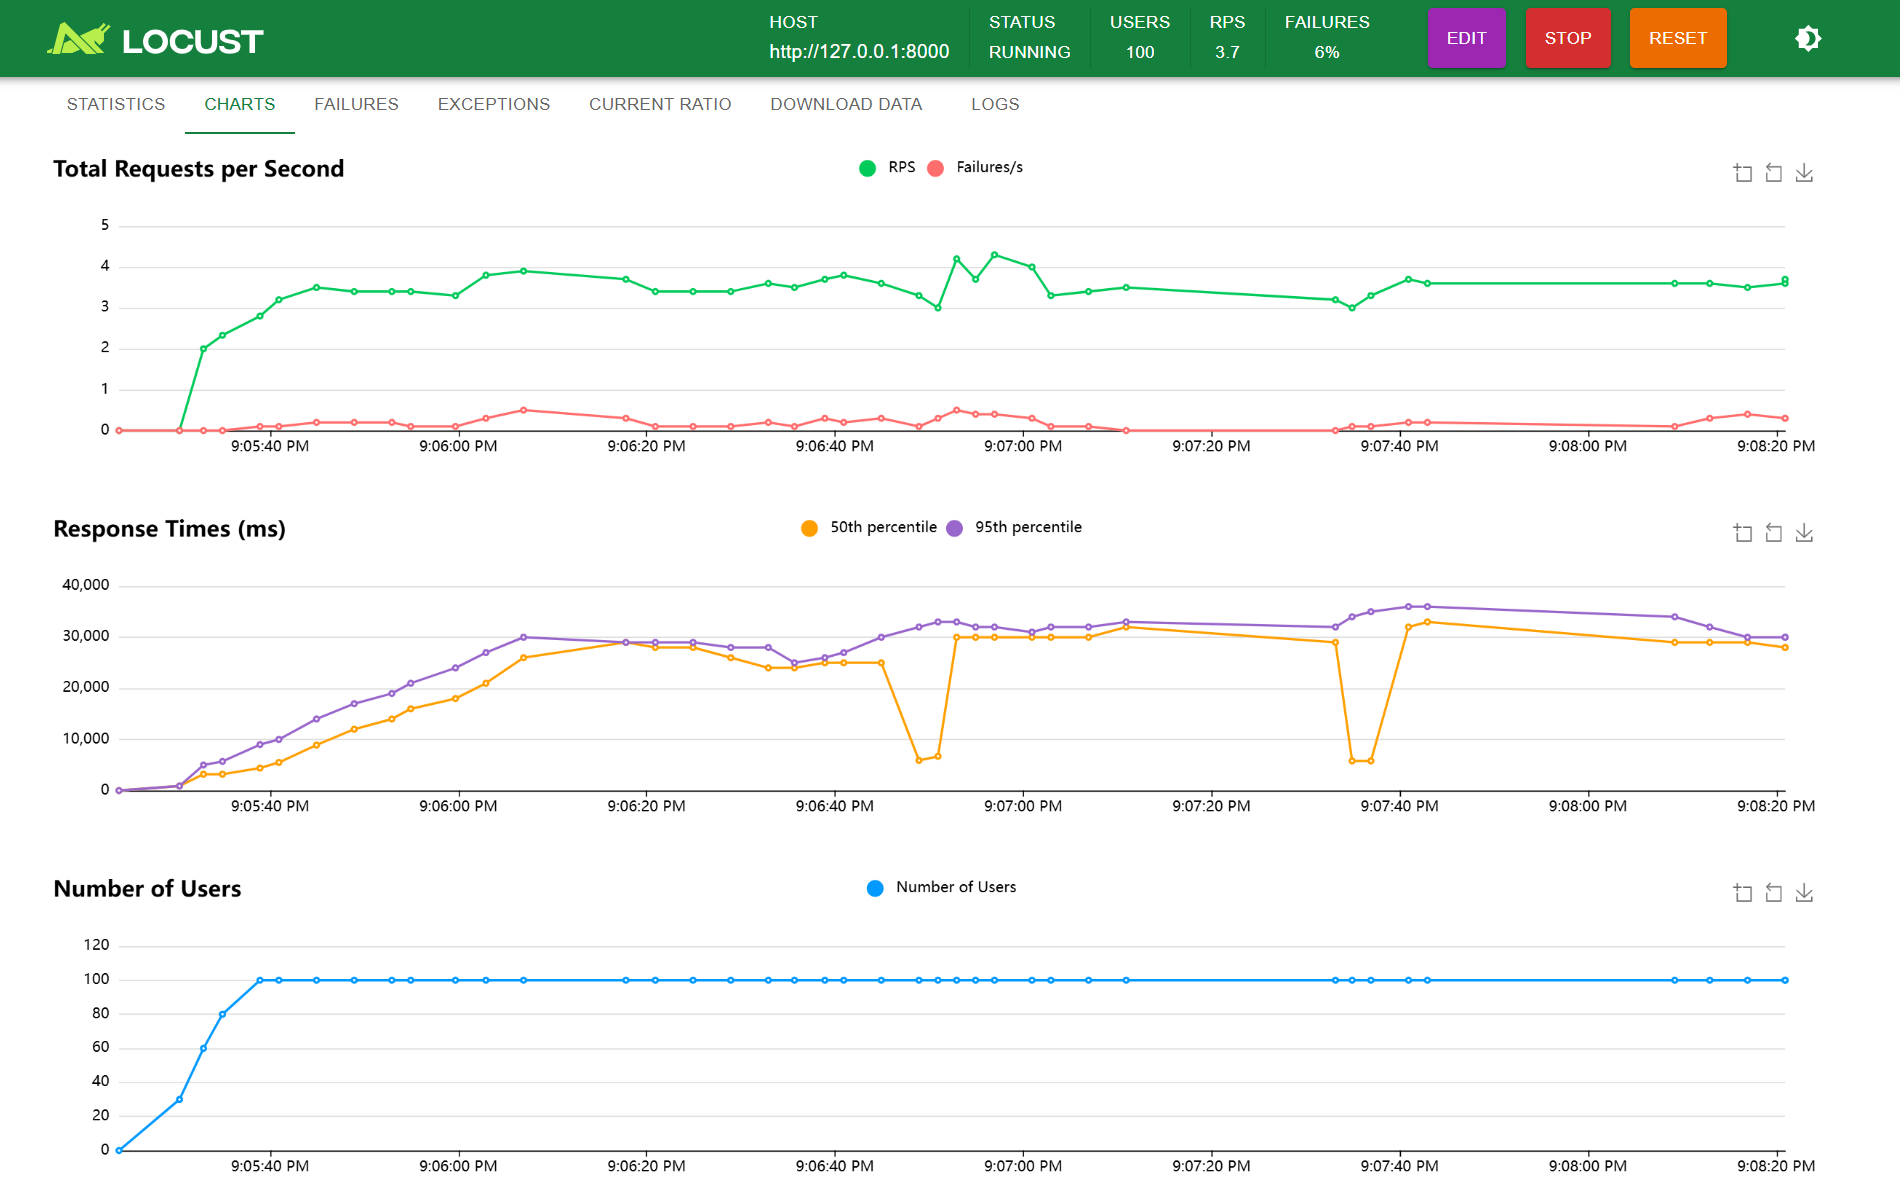 LOCUST
HOST
http://127.0.0.1:8000
STATUS
RUNNING
USERS
100
RPS
3.7
FAILURES
6%
EDIT
STOP
RESET
STATISTICS CHARTS FAILURES EXCEPTIONS CURRENT RATIO DOWNLOAD DATA LOGS
Total Requests per Second
RPS Failures/s
5
4
3
2
1
0
9:05:40 PM 9:06:00 PM 9:06:20 PM 9:06:40 PM 9:07:00 PM 9:07:20 PM 9:07:40 PM 9:08:00 PM 9:08:20 PM
Response Times (ms)
50th percentile 95th percentile
40,000
30,000
20,000
10,000
0
9:05:40 PM 9:06:00 PM 9:06:20 PM 9:06:40 PM 9:07:00 PM 9:07:20 PM 9:07:40 PM 9:08:00 PM 9:08:20 PM
Number of Users
Number of Users
120
100
80
60
40
20
0
9:05:40 PM 9:06:00 PM 9:06:20 PM 9:06:40 PM 9:07:00 PM 9:07:20 PM 9:07:40 PM 9:08:00 PM 9:08:20 PM